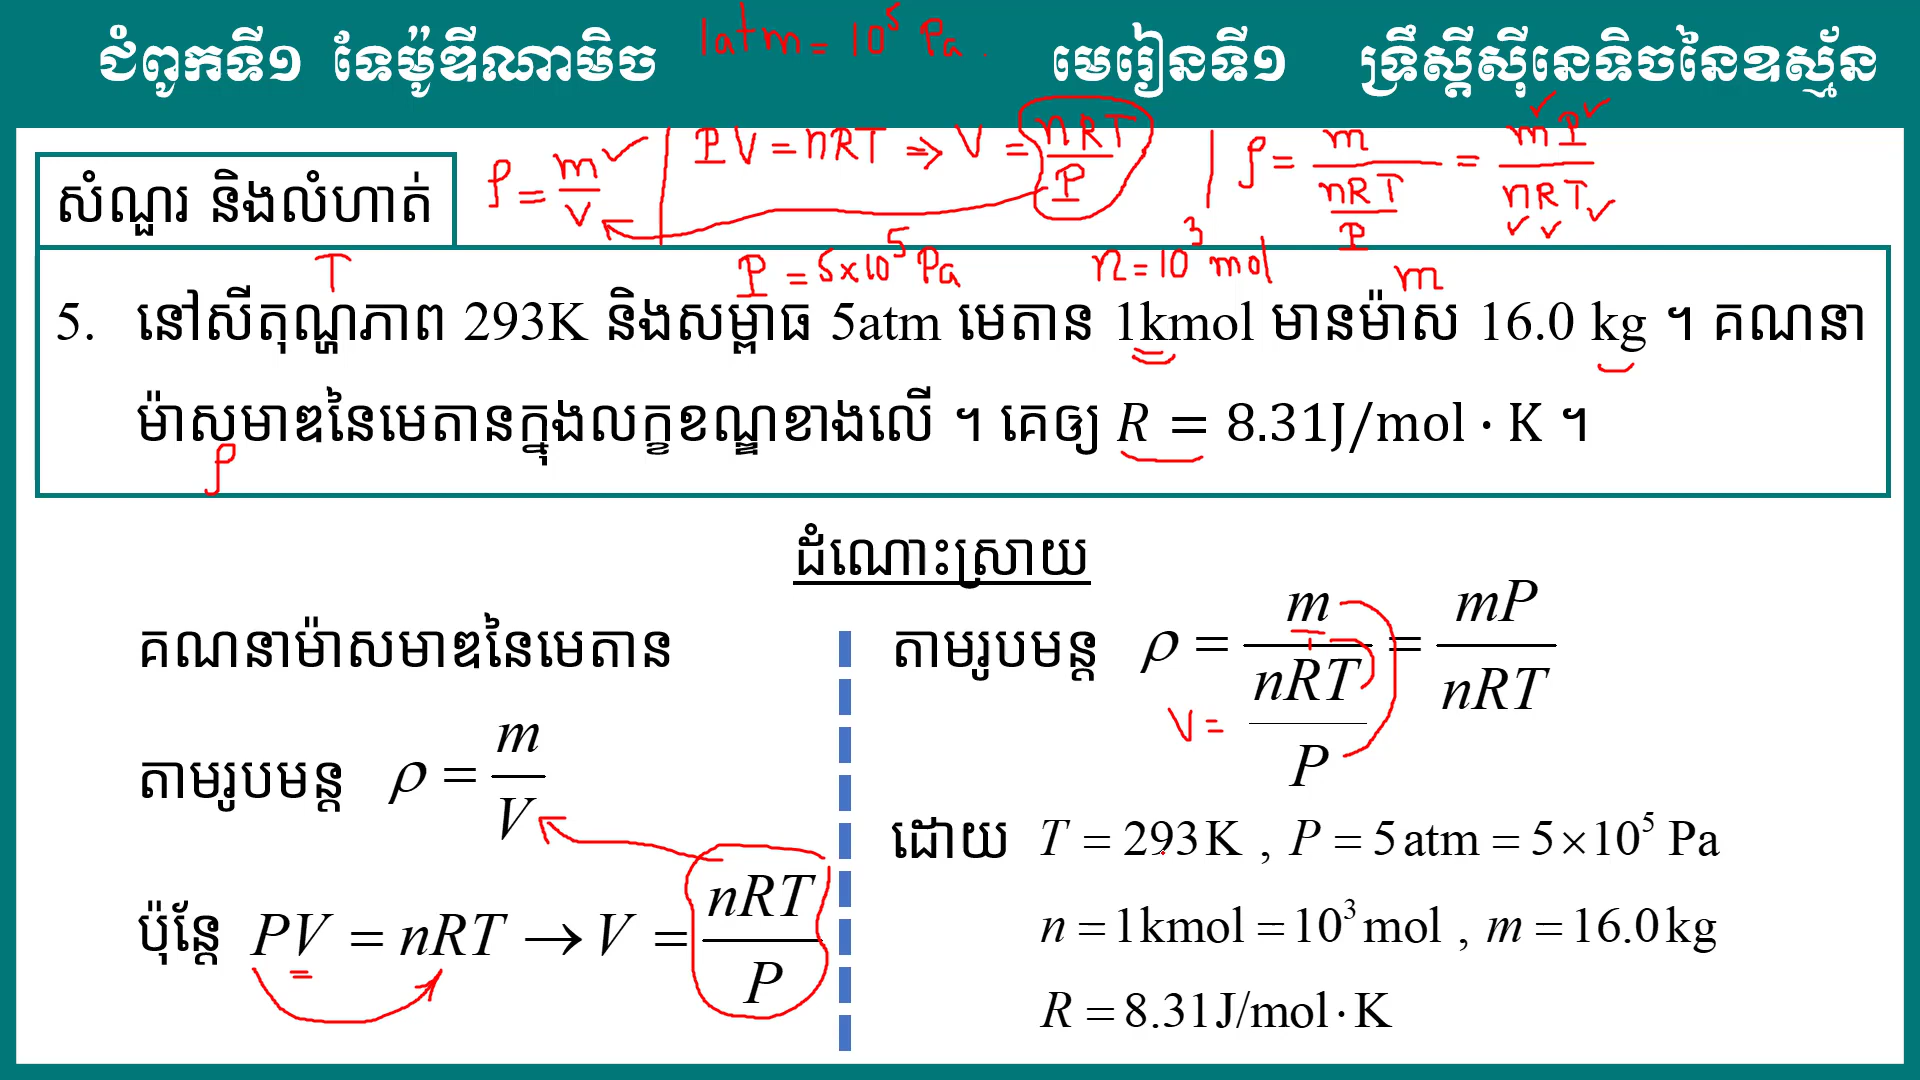 ជំពូកទី១ ទែម៉ូឌីណាមិច
1atm = 10⁵ Pa.
មេរៀនទី១ ទ្រឹស្តីស៊ីនេទិចនៃឧស្ម័ន
សំណួរ និងលំហាត់
ρ = m/V | PV = nRT ⇒ V = nRT/P | ρ = m/(nRT/P) = mP/nRT
T P = 5×10⁵ Pa n = 10³ mol m
5. នៅសីតុណ្ហភាព 293K និងសម្ពាធ 5atm មេតាន 1kmol មានម៉ាស 16.0 kg ។ គណនា
ម៉ាសមាឌនៃមេតានក្នុងលក្ខខណ្ឌខាងលើ ។ គេឲ្យ R = 8.31J/mol · K ។
ρ
ដំណោះស្រាយ
គណនាម៉ាសមាឌនៃមេតាន
តាមរូបមន្ត ρ = m/V
ប៉ុន្តែ PV = nRT → V = nRT/P
តាមរូបមន្ត ρ = m/(nRT/P) = mP/nRT
V =
ដោយ T = 293K , P = 5atm = 5×10⁵ Pa
n = 1kmol = 10³mol , m = 16.0kg
R = 8.31J/mol·K